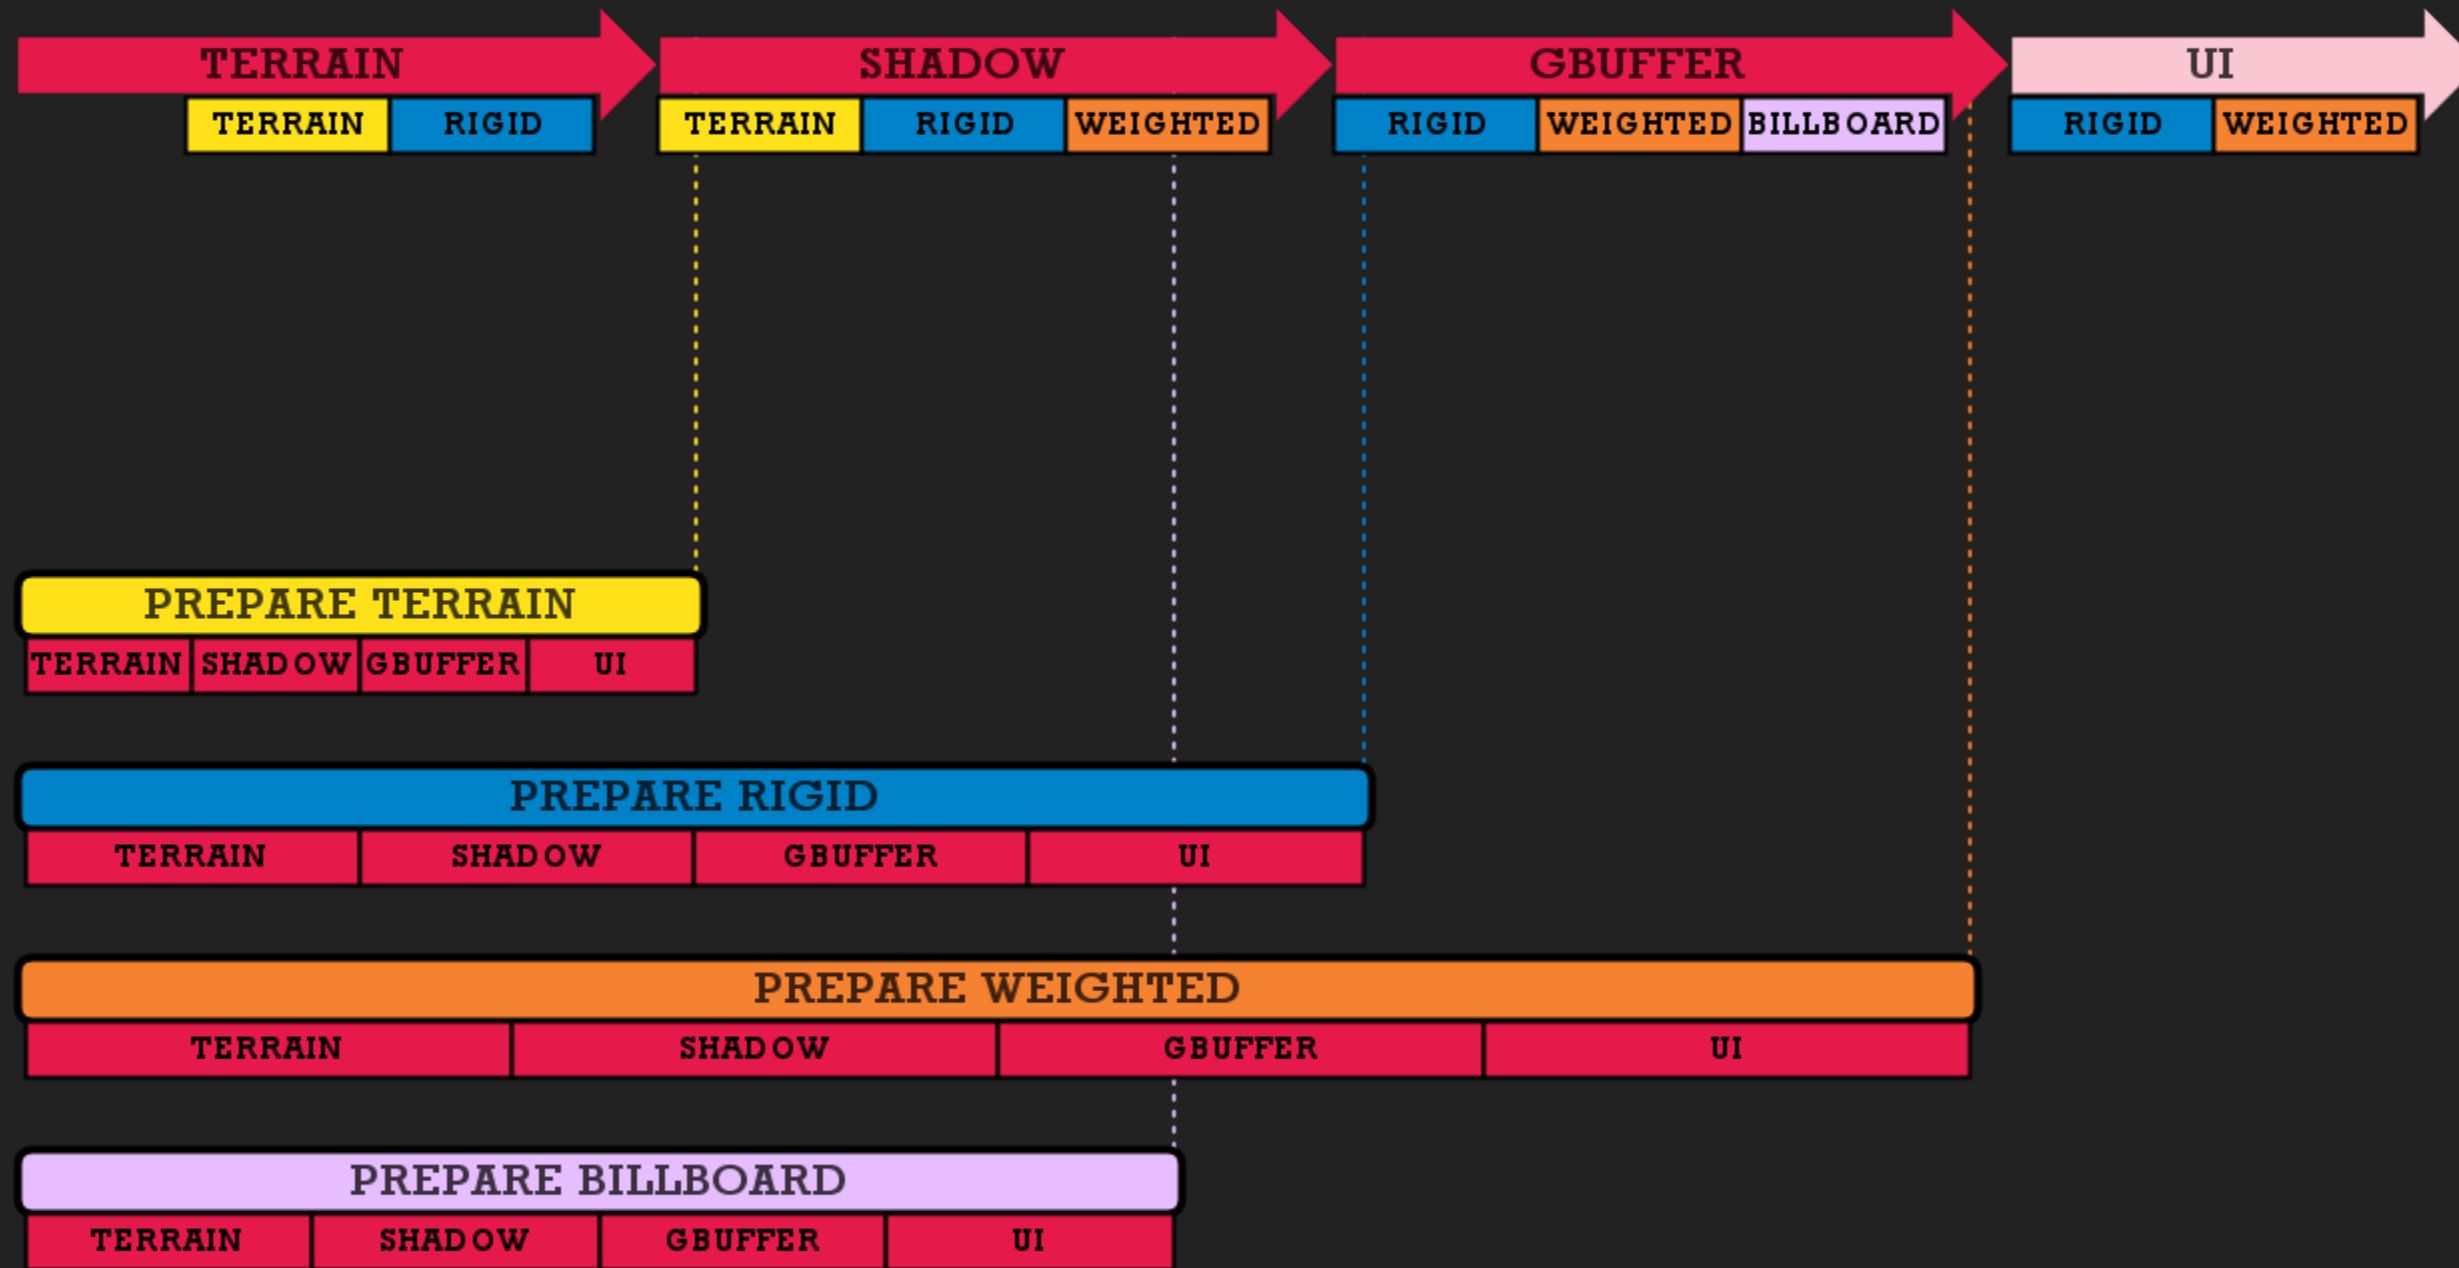 TERRAIN SHADOW GBUFFER UI
TERRAIN RIGID TERRAIN RIGID WEIGHTED RIGID WEIGHTED BILLBOARD RIGID WEIGHTED
PREPARE TERRAIN
TERRAIN SHADOW GBUFFER UI
PREPARE RIGID
TERRAIN SHADOW GBUFFER UI
PREPARE WEIGHTED
TERRAIN SHADOW GBUFFER UI
PREPARE BILLBOARD
TERRAIN SHADOW GBUFFER UI